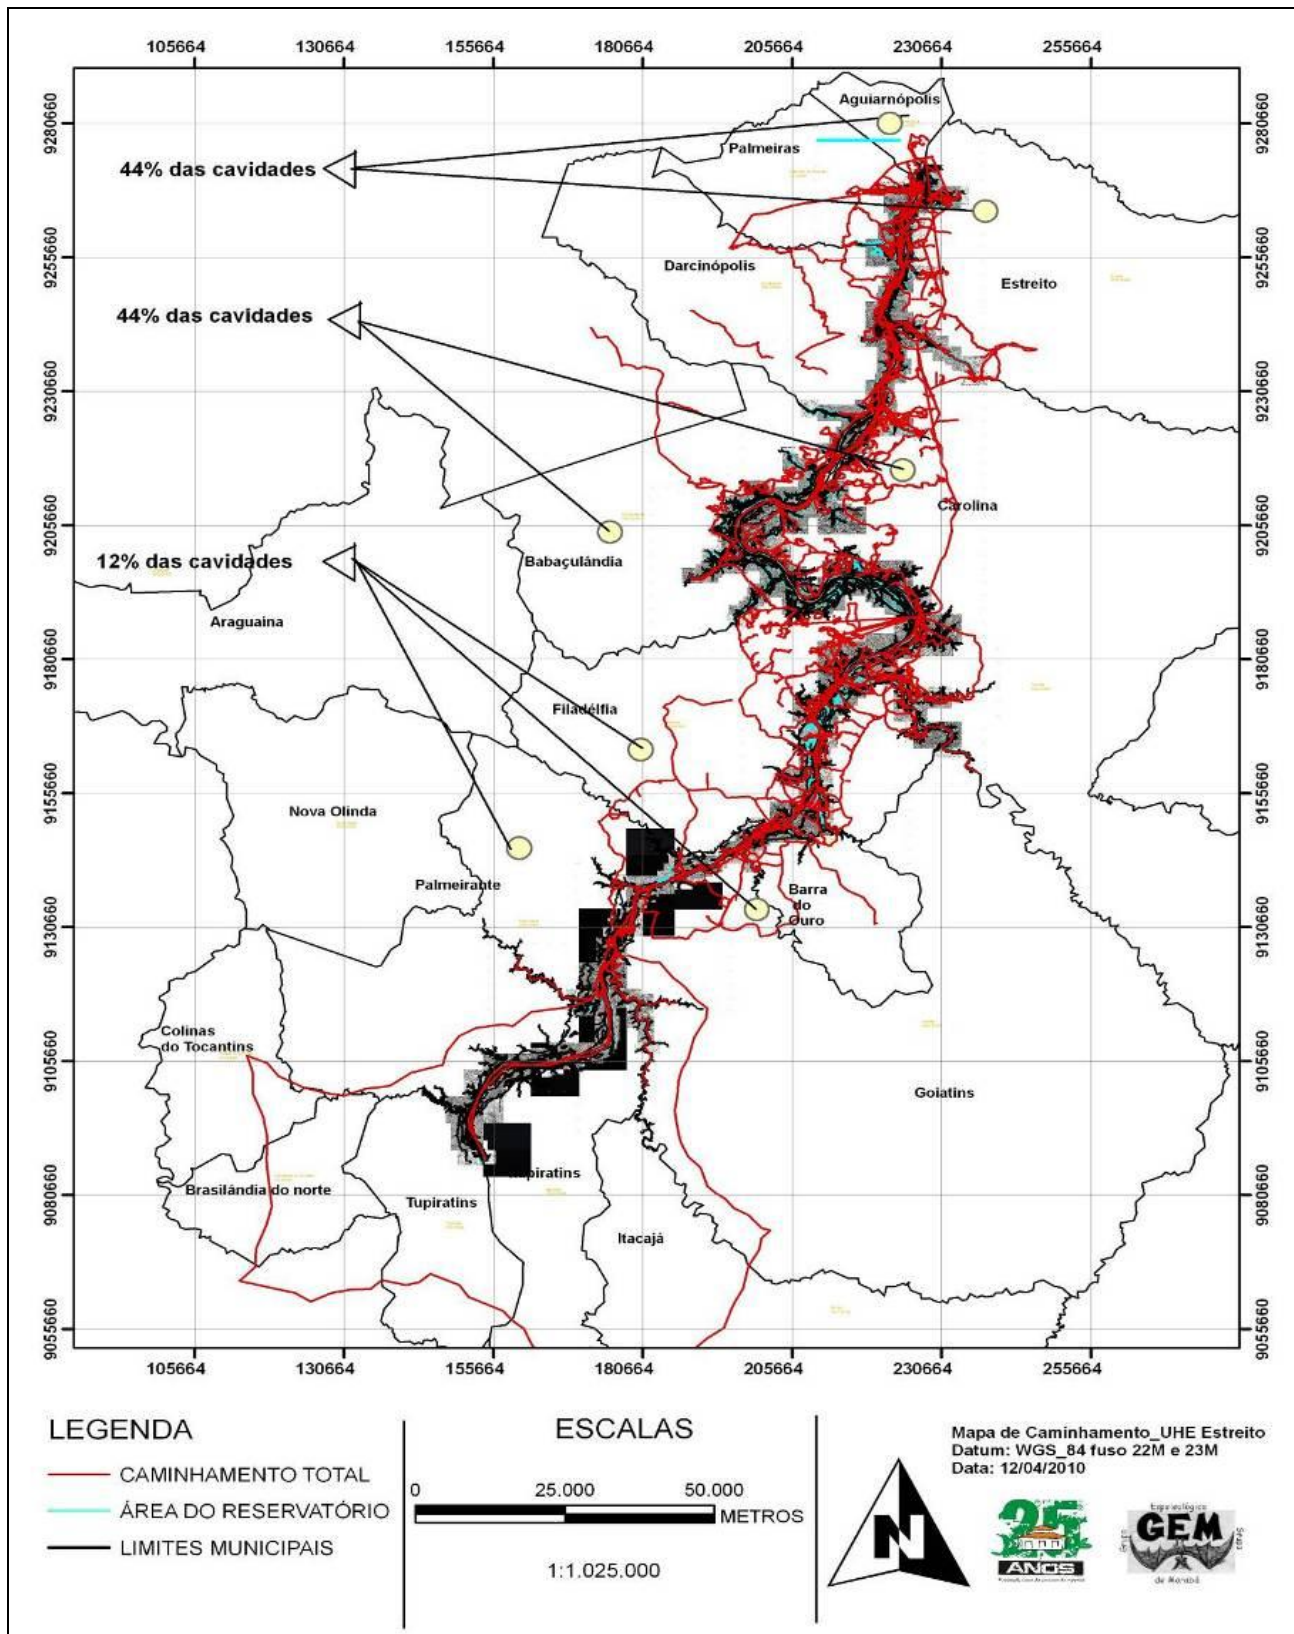 105664 130664 155664 180664 205664 230664 255664
9280660 9280660
9255660 9255660
9230660 9230660
9205660 9205660
9180660 9180660
9155660 9155660
9130660 9130660
9105660 9105660
9080660 9080660
9055660 9055660
Aguiarnópolis
Palmeiras
44% das cavidades
Darcinópolis
Estreito
44% das cavidades
Carolina
12% das cavidades
Babaçulândia
Araguaina
Filadélfia
Nova Olinda
Palmeirante
Barra
do
Ouro
Colinas
do Tocantins
Goiatins
Brasilândia do norte
Tupiratins
Itacajá
105664 130664 155664 180664 205664 230664 255664
LEGENDA
CAMINHAMENTO TOTAL
ÁREA DO RESERVATÓRIO
LIMITES MUNICIPAIS
ESCALAS
0 25.000 50.000
METROS
1:1.025.000
N
Mapa de Caminhamento_UHE Estreito
Datum: WGS_84 fuso 22M e 23M
Data: 12/04/2010
25
ANOS
Espeleológico
Grupo
GEM
Serra
de Marabá